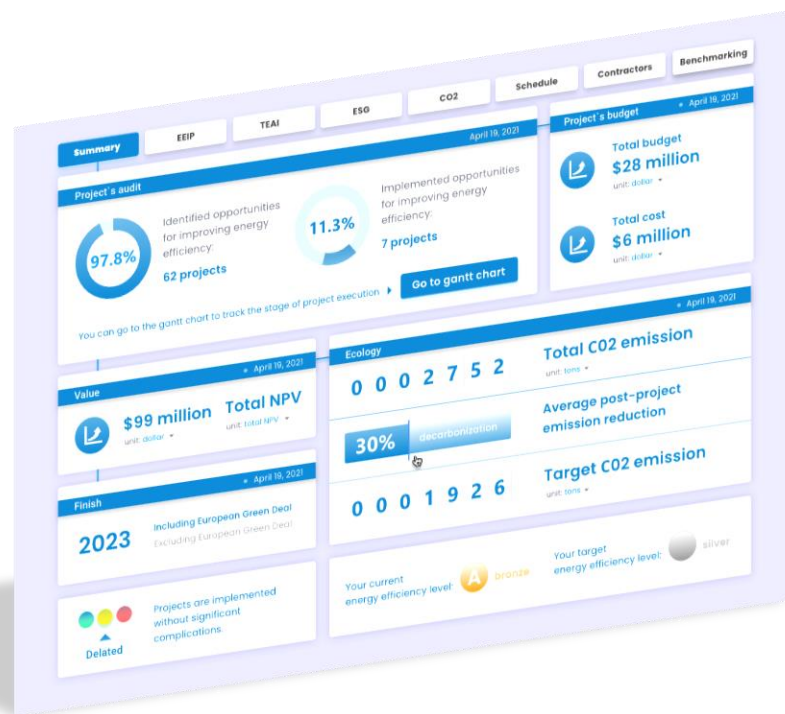 Summary
EEIP
TEAI
ESG
CO2
Schedule
Contractors
Benchmarking
Project's audit
April 19, 2021
97.8%
Identified opportunities
for improving energy
efficiency:
62 projects
11.3%
Implemented opportunities
for improving energy
efficiency:
7 projects
You can go to the gantt chart to track the stage of project execution
Go to gantt chart
Project's budget
April 19, 2021
Total budget
$28 million
unit: dollar
Total cost
$6 million
unit: dollar
Value
April 19, 2021
$99 million
unit: dollar
Total NPV
unit: total NPV
Finish
April 19, 2021
2023
Including European Green Deal
Excluding European Green Deal
Delated
Projects are implemented
without significant
complications.
Ecology
April 19, 2021
0 0 0 2 7 5 2
Total C02 emission
unit: tons
30%
decarbonization
Average post-project
emission reduction
0 0 0 1 9 2 6
Target C02 emission
unit: tons
Your current
energy efficiency level:
A
bronze
Your target
energy efficiency level:
silver